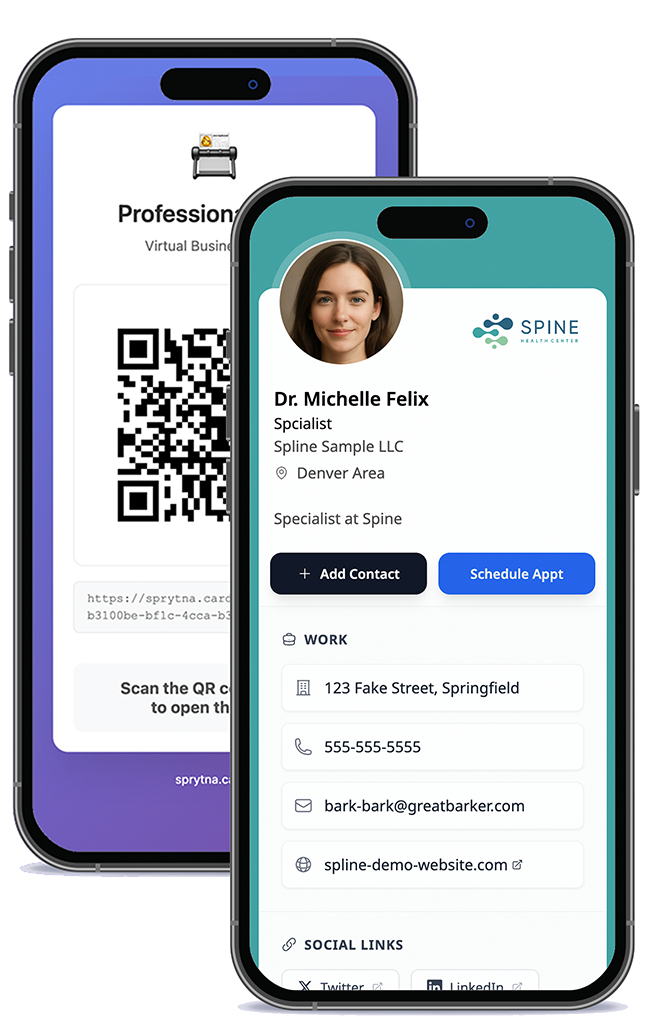 Professiona
Virtual Busine
https://sprytna.card
b3100be-bf1c-4cca-b3
Scan the QR c
to open th
sprytna.ca
SPINE
HEALTH CENTER
Dr. Michelle Felix
Spcialist
Spline Sample LLC
Denver Area
Specialist at Spine
Add Contact
Schedule Appt
WORK
123 Fake Street, Springfield
555-555-5555
bark-bark@greatbarker.com
spline-demo-website.com
SOCIAL LINKS
Twitter
LinkedIn